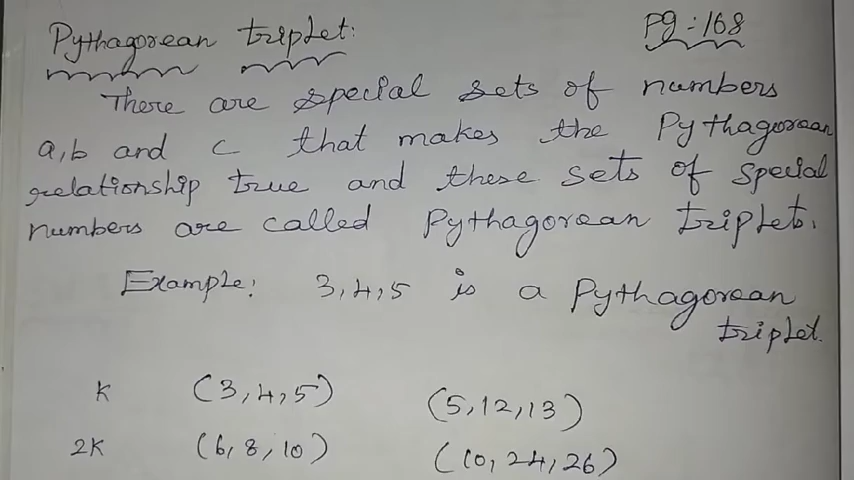 Pythagorean triplet: Pg:-168
There are special sets of numbers
a,b and c that makes the Pythagorean
relationship true and these sets of special
numbers are called Pythagorean triplets.
Example: 3,4,5 is a Pythagorean
triplet.
K (3,4,5) (5,12,13)
2K (6,8,10) (10,24,26)